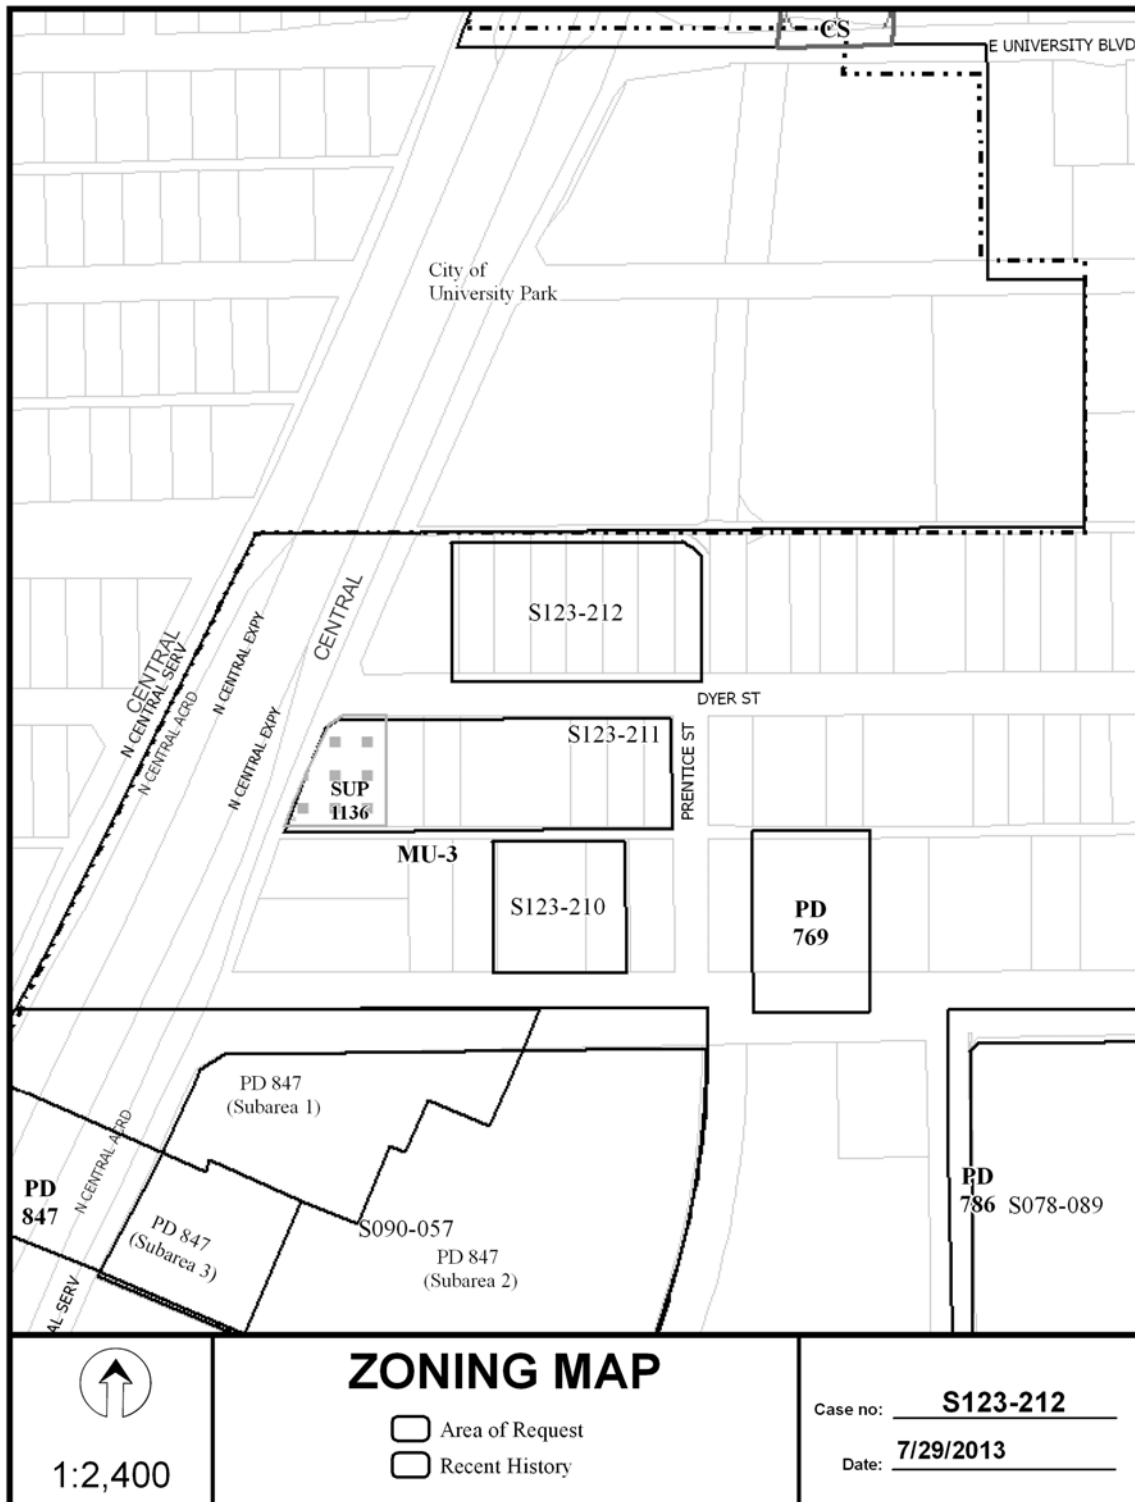 CS
E UNIVERSITY BLVD
City of
University Park
S123-212
CENTRAL
CENTRAL
N CENTRAL SERV
N CENTRAL ACRD
N CENTRAL EXPY
N CENTRAL EXPY
DYER ST
S123-211
PRENTICE ST
SUP
1136
MU-3
S123-210
PD
769
PD 847
(Subarea 1)
N CENTRAL ACRD
PD
847
PD 847
(Subarea 3)
S090-057
PD 847
(Subarea 2)
PD
786
S078-089
AL SERV
ZONING MAP
Area of Request
Recent History
1:2,400
Case no: S123-212
Date: 7/29/2013